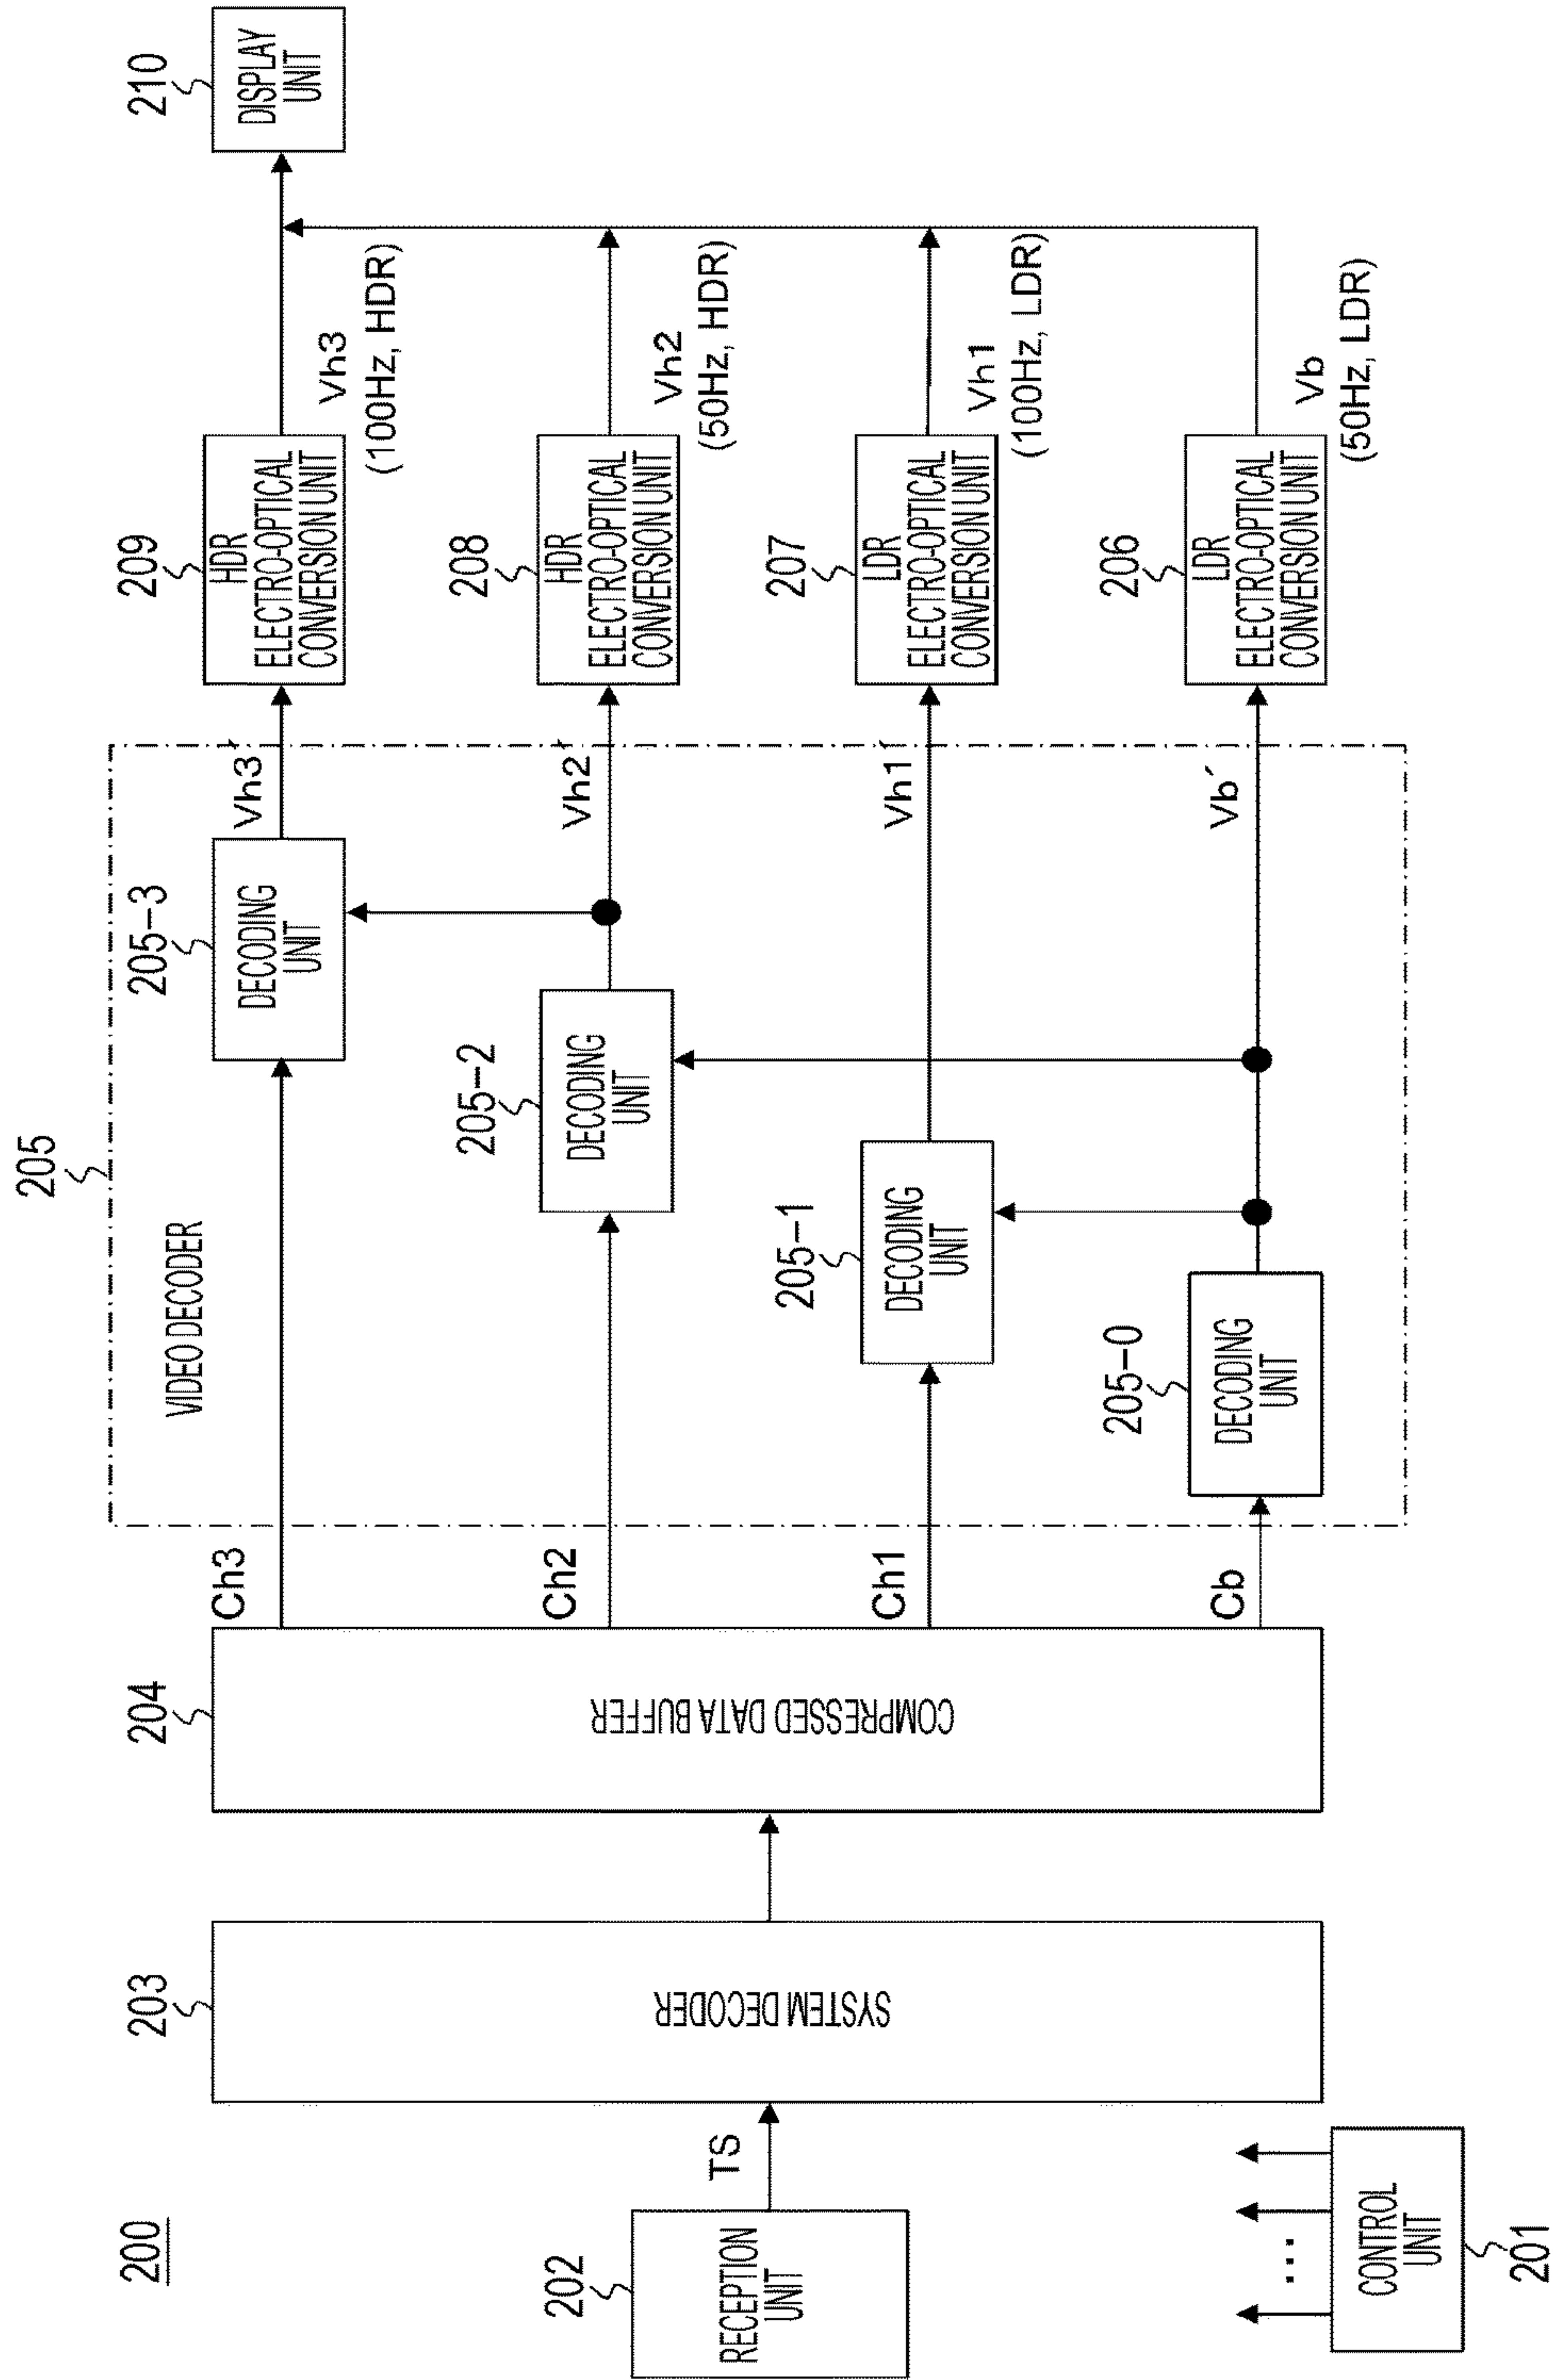 200
202
RECEPTION
UNIT
TS
CONTROL
UNIT
201
...
203
SYSTEM DECODER
204
COMPRESSED DATA BUFFER
Ch3
Ch2
Ch1
Cb
205
VIDEO DECODER
205-3
DECODING
UNIT
205-2
DECODING
UNIT
205-1
DECODING
UNIT
205-0
DECODING
UNIT
Vh3´
Vh2´
Vh1´
Vb´
209
HDR
ELECTRO-OPTICAL
CONVERSION UNIT
208
HDR
ELECTRO-OPTICAL
CONVERSION UNIT
207
LDR
ELECTRO-OPTICAL
CONVERSION UNIT
206
LDR
ELECTRO-OPTICAL
CONVERSION UNIT
Vh3
(100Hz, HDR)
Vh2
(50Hz, HDR)
Vh1
(100Hz, LDR)
Vb
(50Hz, LDR)
210
DISPLAY
UNIT